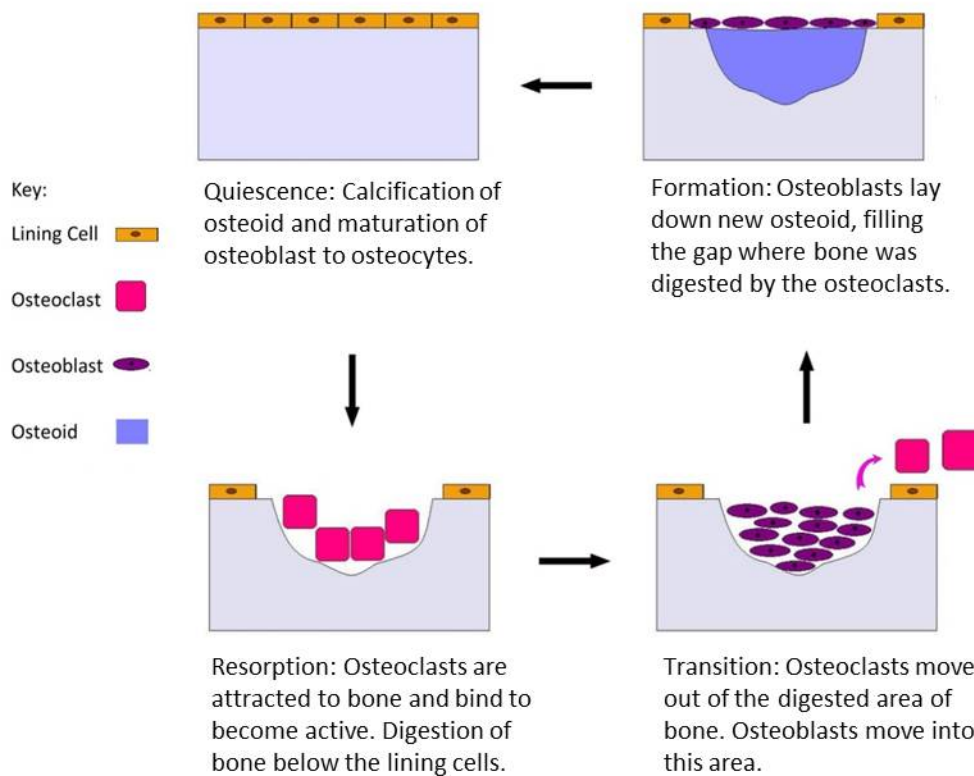 Key:
Lining Cell
Osteoclast
Osteoblast
Osteoid
Quiescence: Calcification of
osteoid and maturation of
osteoblast to osteocytes.
Formation: Osteoblasts lay
down new osteoid, filling
the gap where bone was
digested by the osteoclasts.
Resorption: Osteoclasts are
attracted to bone and bind to
become active. Digestion of
bone below the lining cells.
Transition: Osteoclasts move
out of the digested area of
bone. Osteoblasts move into
this area.